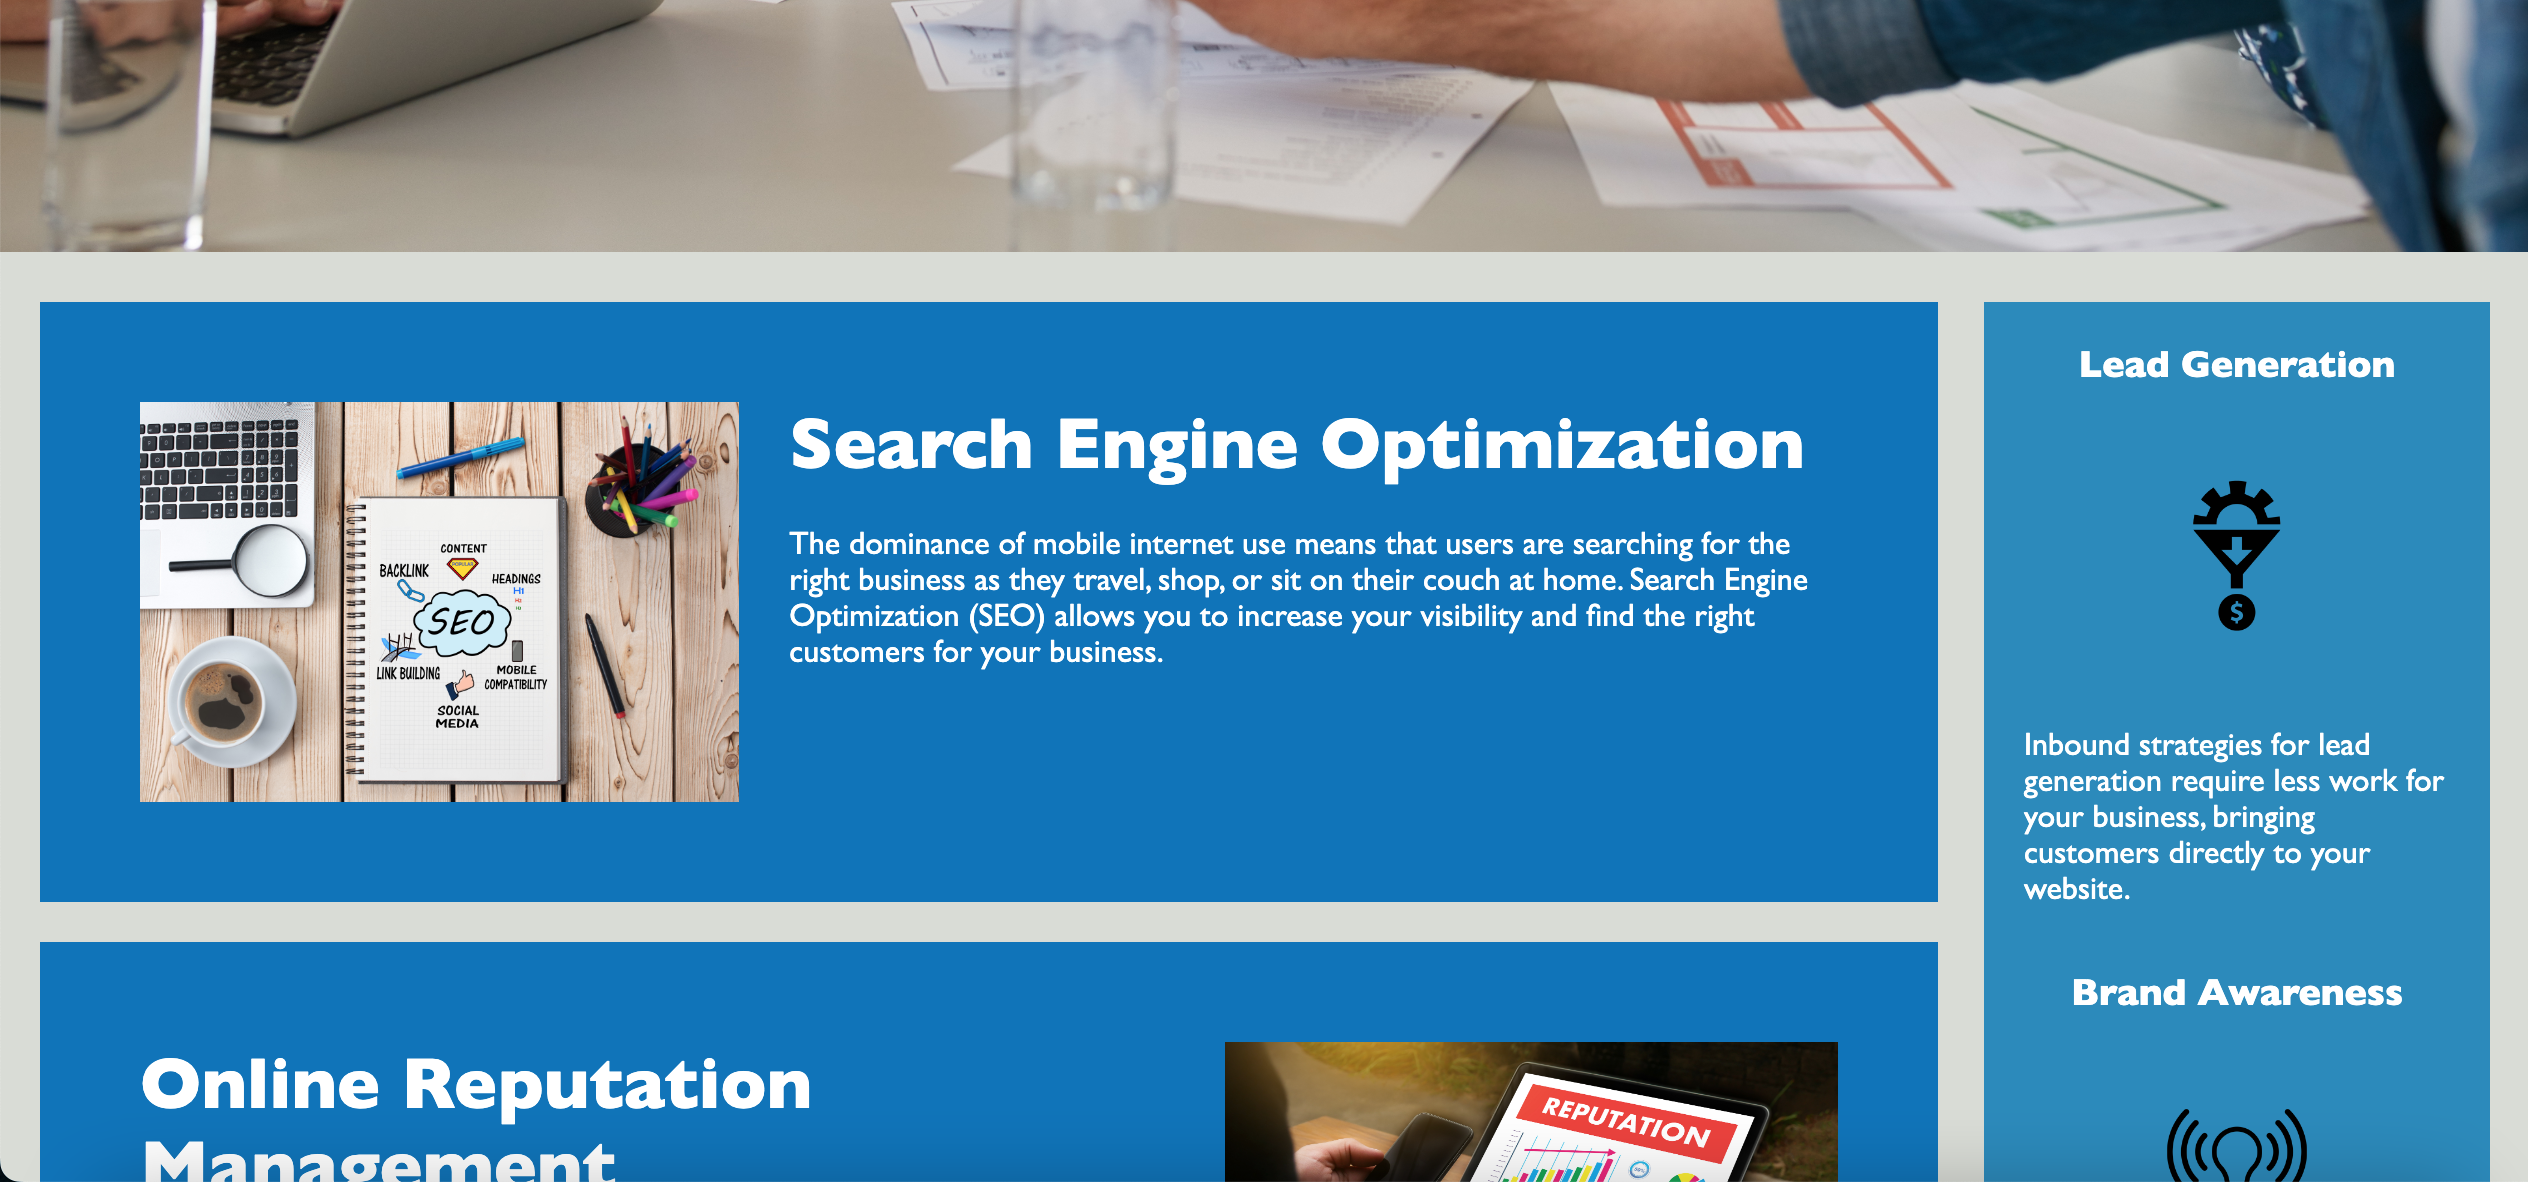 Search Engine Optimization
The dominance of mobile internet use means that users are searching for the
right business as they travel, shop, or sit on their couch at home. Search Engine
Optimization (SEO) allows you to increase your visibility and find the right
customers for your business.
CONTENT
POPULAR
BACKLINK
HEADINGS
H1
H2
H3
SEO
LINK BUILDING
MOBILE
COMPATIBILITY
SOCIAL
MEDIA
Lead Generation
$
Inbound strategies for lead
generation require less work for
your business, bringing
customers directly to your
website.
Brand Awareness
Online Reputation
Management
REPUTATION